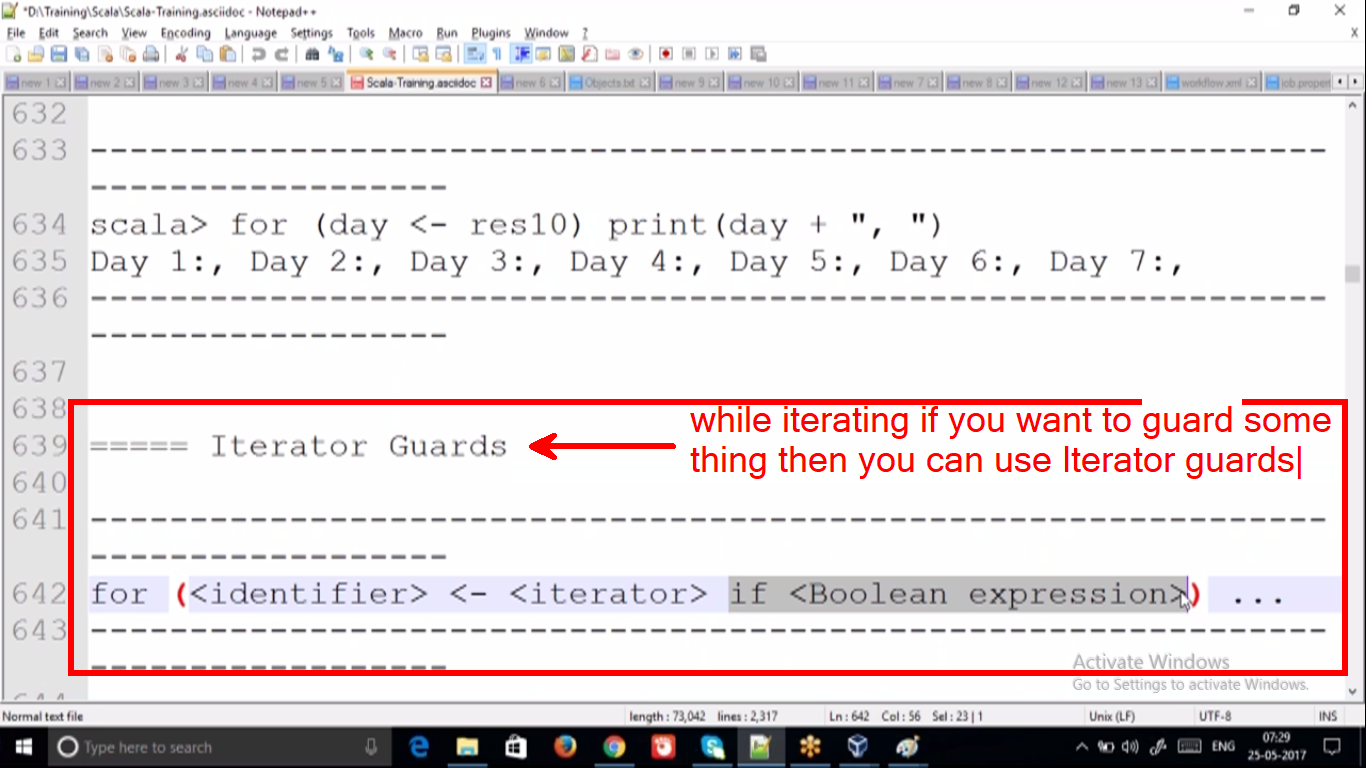 *D:\Training\Scala\Scala-Training.asciidoc - Notepad++
File Edit Search View Encoding Language Settings Tools Macro Run Plugins Window ? X
new 1 new 2 new 3 new 4 new 5 Scala-Training.asciidoc new 6 Objects.txt new 9 new 10 new 11 new 7 new 8 new 12 new 13 workflow.xml job.propert
632
633 --------------------------------------------------------------
------------------
634 scala> for (day <- res10) print(day + ", ")
635 Day 1:, Day 2:, Day 3:, Day 4:, Day 5:, Day 6:, Day 7:,
636 --------------------------------------------------------------
------------------
637
638
while iterating if you want to guard some
639 ===== Iterator Guards
thing then you can use Iterator guards|
640
641 --------------------------------------------------------------
------------------
642 for (<identifier> <- <iterator> if <Boolean expression>) ...
643 --------------------------------------------------------------
------------------
Activate Windows
Go to Settings to activate Windows.
644
Normal text file length : 73,042 lines : 2,317 Ln : 642 Col : 56 Sel : 23 | 1 Unix (LF) UTF-8 INS
Type here to search ENG 07:29
25-05-2017